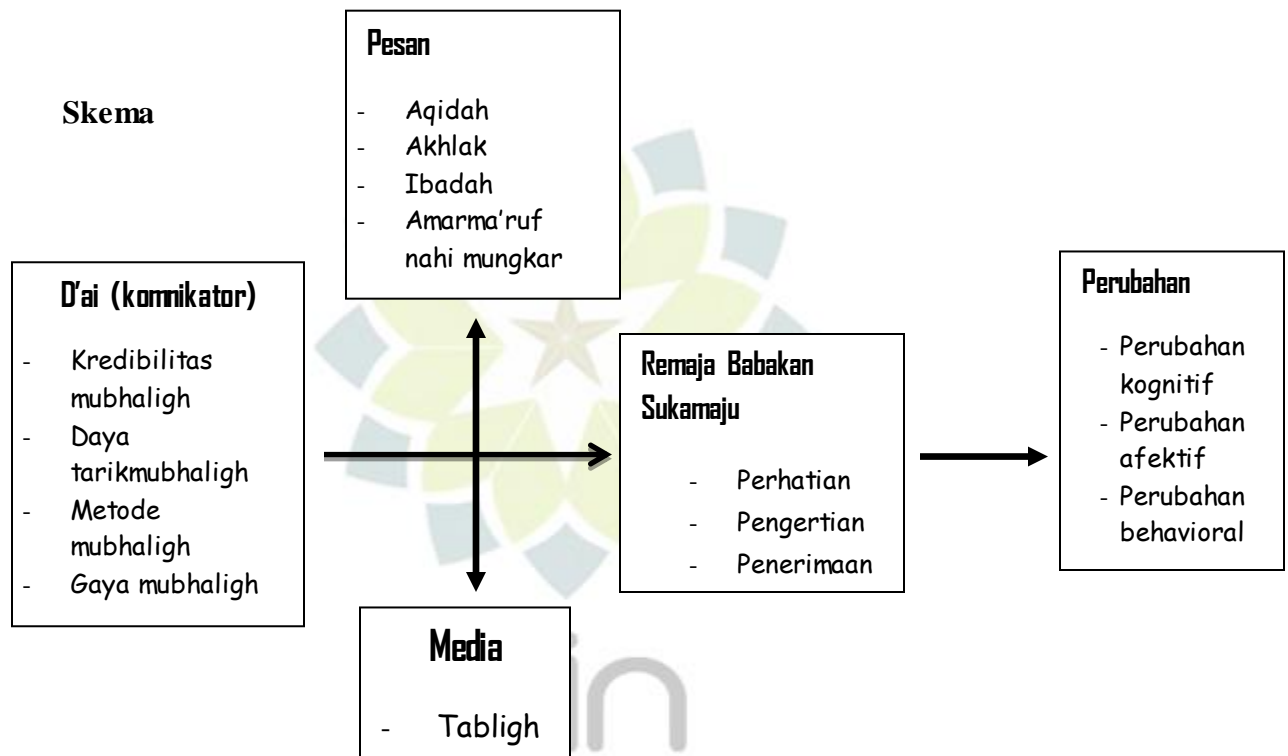 Skema
Pesan
- Aqidah
- Akhlak
- Ibadah
- Amarma'ruf
nahi mungkar
D'ai (komnikator)
- Kredibilitas
mubhaligh
- Daya
tarikmubhaligh
- Metode
mubhaligh
- Gaya mubhaligh
Remaja Babakan
Sukamaju
- Perhatian
- Pengertian
- Penerimaan
Perubahan
- Perubahan
kognitif
- Perubahan
afektif
- Perubahan
behavioral
Media
- Tabligh
in